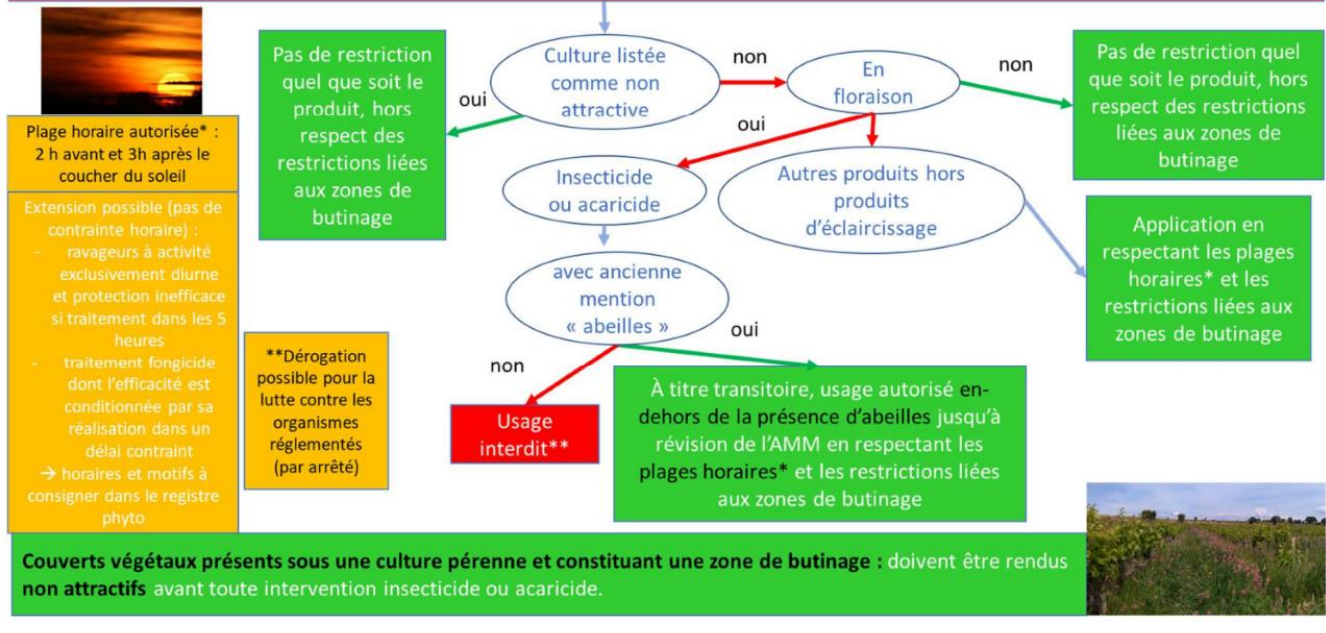 Culture listée
comme non
attractive
oui
non
Pas de restriction
quel que soit le
produit, hors
respect des
restrictions liées
aux zones de
butinage
En
floraison
non
oui
Pas de restriction quel
que soit le produit, hors
respect des restrictions
liées aux zones de
butinage
Plage horaire autorisée* :
2 h avant et 3h après le
coucher du soleil
Extension possible (pas de
contrainte horaire) :
- ravageurs à activité
exclusivement diurne
et protection inefficace
si traitement dans les 5
heures
- traitement fongicide
dont l'efficacité est
conditionnée par sa
réalisation dans un
délai contraint
→ horaires et motifs à
consigner dans le registre
phyto
Insecticide
ou acaricide
Autres produits hors
produits
d'éclaircissage
Application en
respectant les plages
horaires* et les
restrictions liées aux
zones de butinage
avec ancienne
mention
« abeilles »
non
oui
**Dérogation
possible pour la
lutte contre les
organismes
réglementés
(par arrêté)
Usage
interdit**
À titre transitoire, usage autorisé en-
dehors de la présence d'abeilles jusqu'à
révision de l'AMM en respectant les
plages horaires* et les restrictions liées
aux zones de butinage
Couverts végétaux présents sous une culture pérenne et constituant une zone de butinage : doivent être rendus
non attractifs avant toute intervention insecticide ou acaricide.